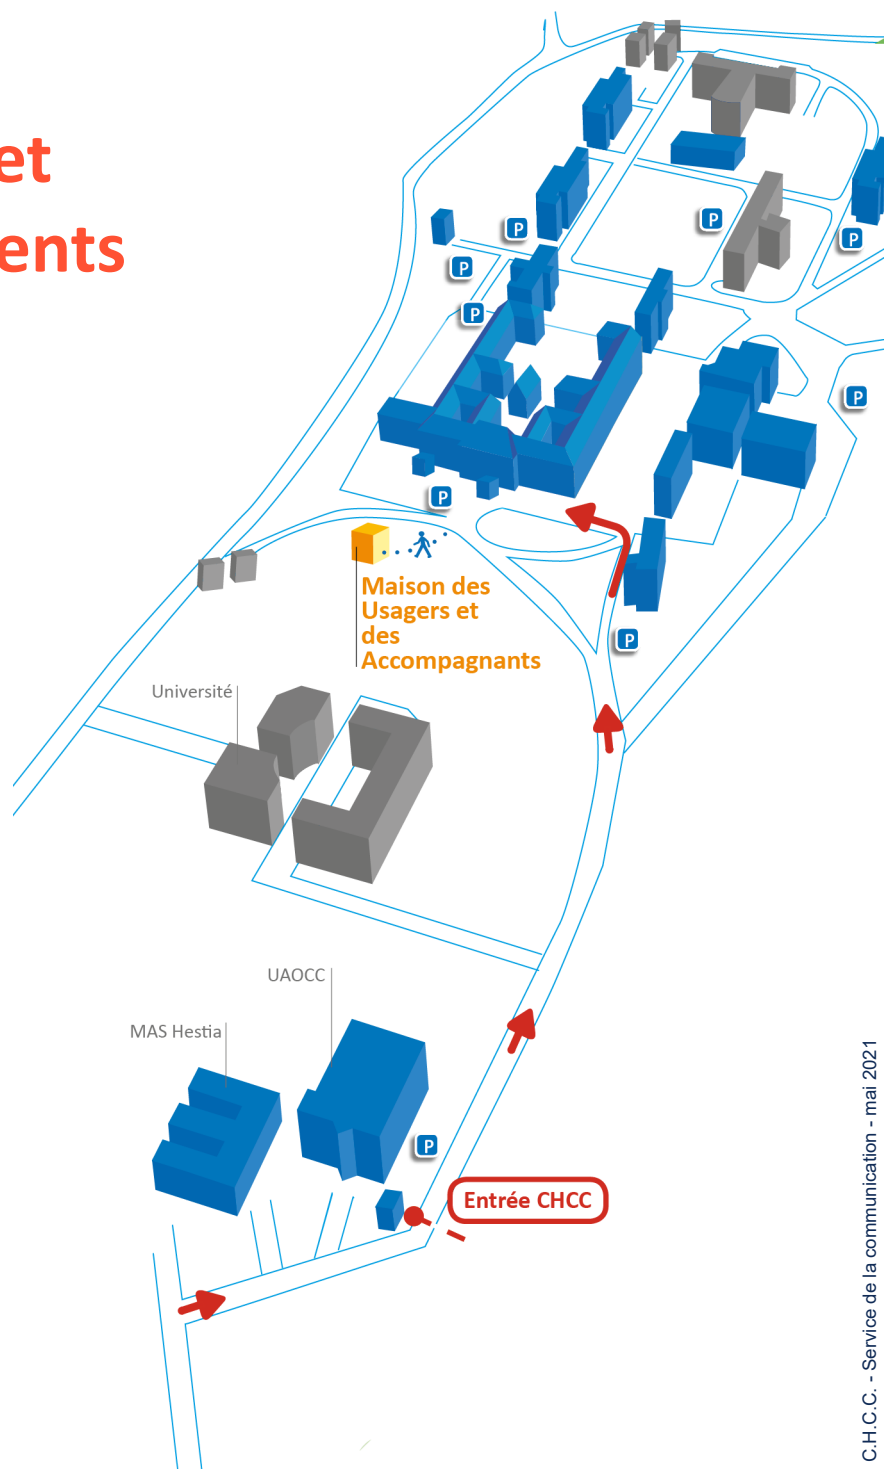 et
ents
P
P
P
P
P
P
P
Maison des
Usagers et
des
Accompagnants
P
Université
UAOCC
MAS Hestia
P
Entrée CHCC
C.H.C.C. - Service de la communication - mai 2021